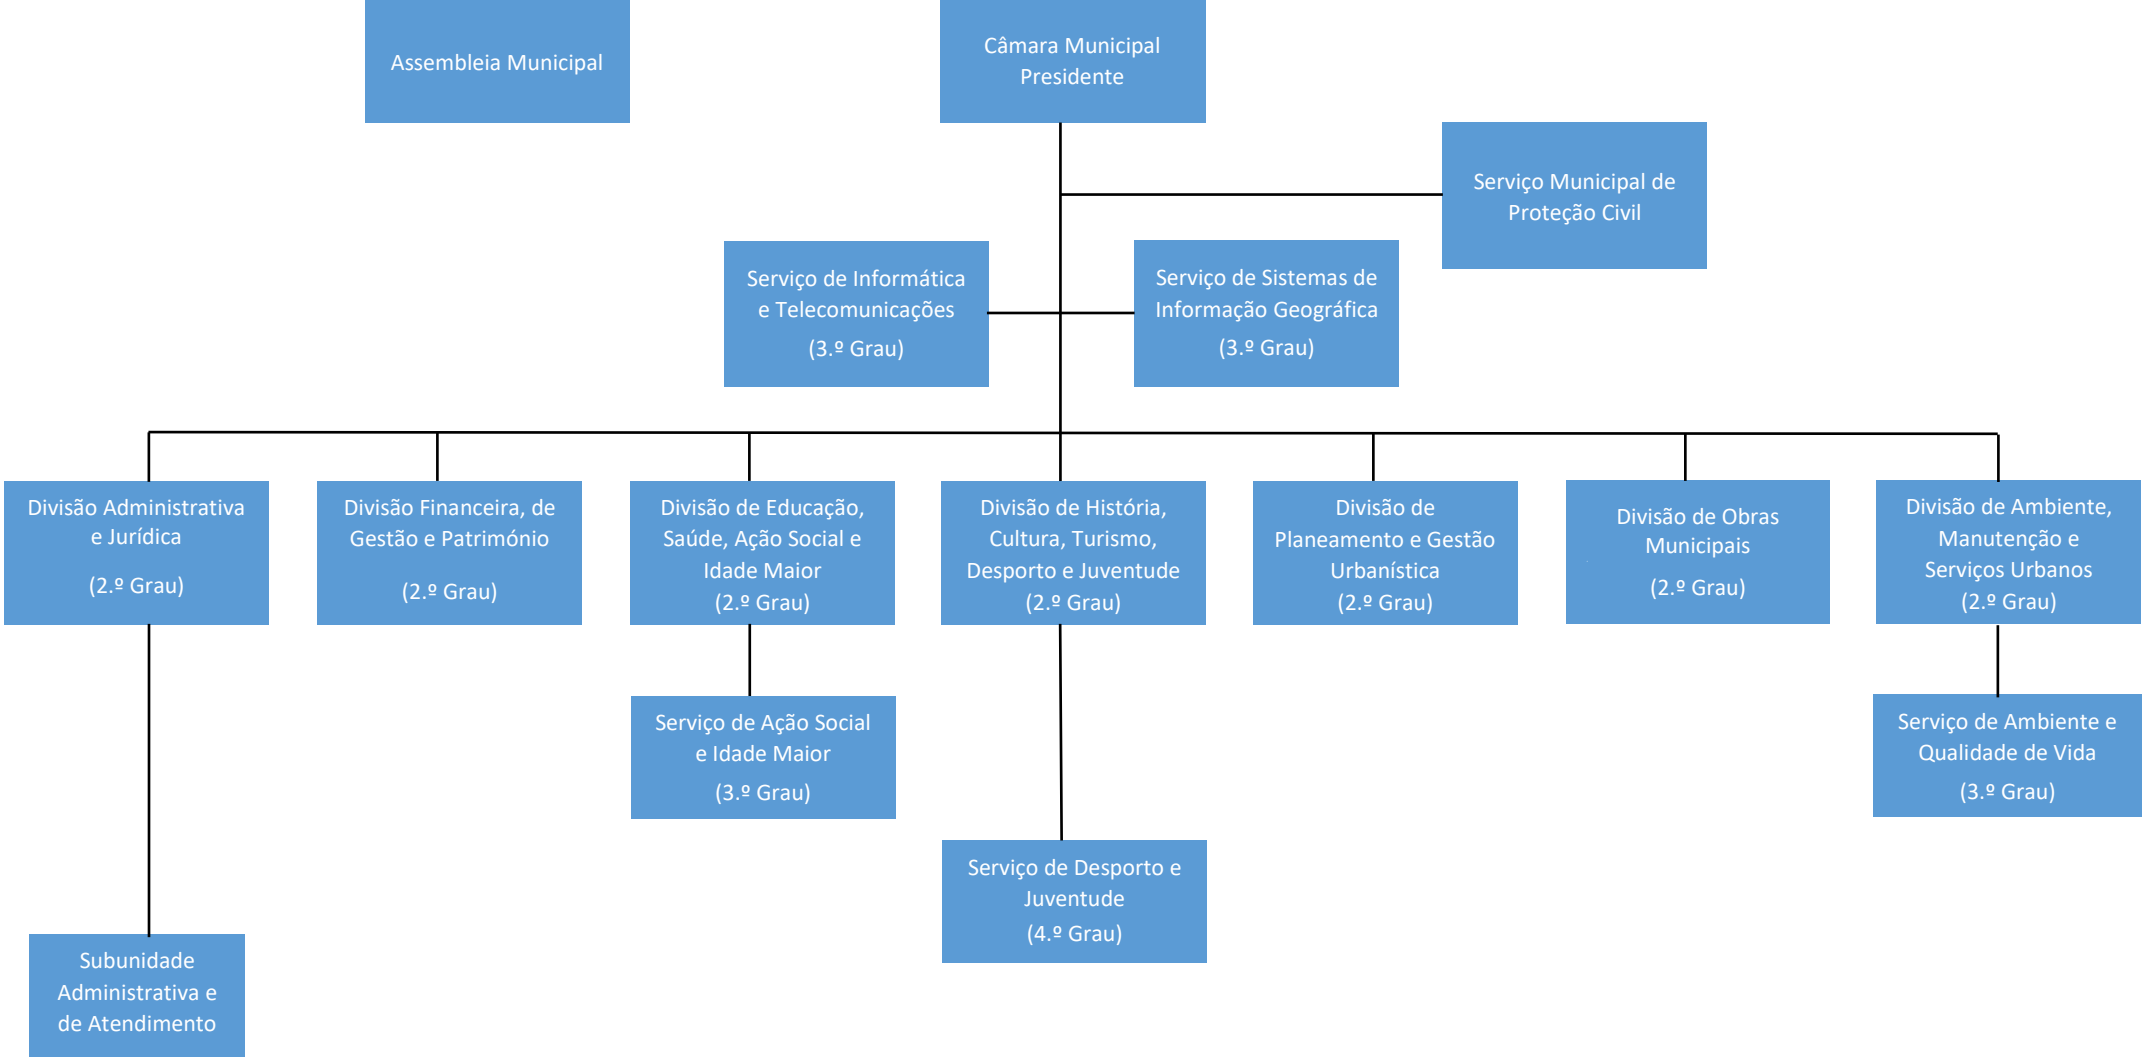 Assembleia Municipal
Câmara Municipal
Presidente
Serviço Municipal de
Proteção Civil
Serviço de Informática
e Telecomunicações
(3.º Grau)
Serviço de Sistemas de
Informação Geográfica
(3.º Grau)
Divisão Administrativa
e Jurídica
(2.º Grau)
Divisão Financeira, de
Gestão e Património
(2.º Grau)
Divisão de Educação,
Saúde, Ação Social e
Idade Maior
(2.º Grau)
Divisão de História,
Cultura, Turismo,
Desporto e Juventude
(2.º Grau)
Divisão de
Planeamento e Gestão
Urbanística
(2.º Grau)
Divisão de Obras
Municipais
(2.º Grau)
Divisão de Ambiente,
Manutenção e
Serviços Urbanos
(2.º Grau)
Serviço de Ação Social
e Idade Maior
(3.º Grau)
Serviço de Ambiente e
Qualidade de Vida
(3.º Grau)
Serviço de Desporto e
Juventude
(4.º Grau)
Subunidade
Administrativa e
de Atendimento